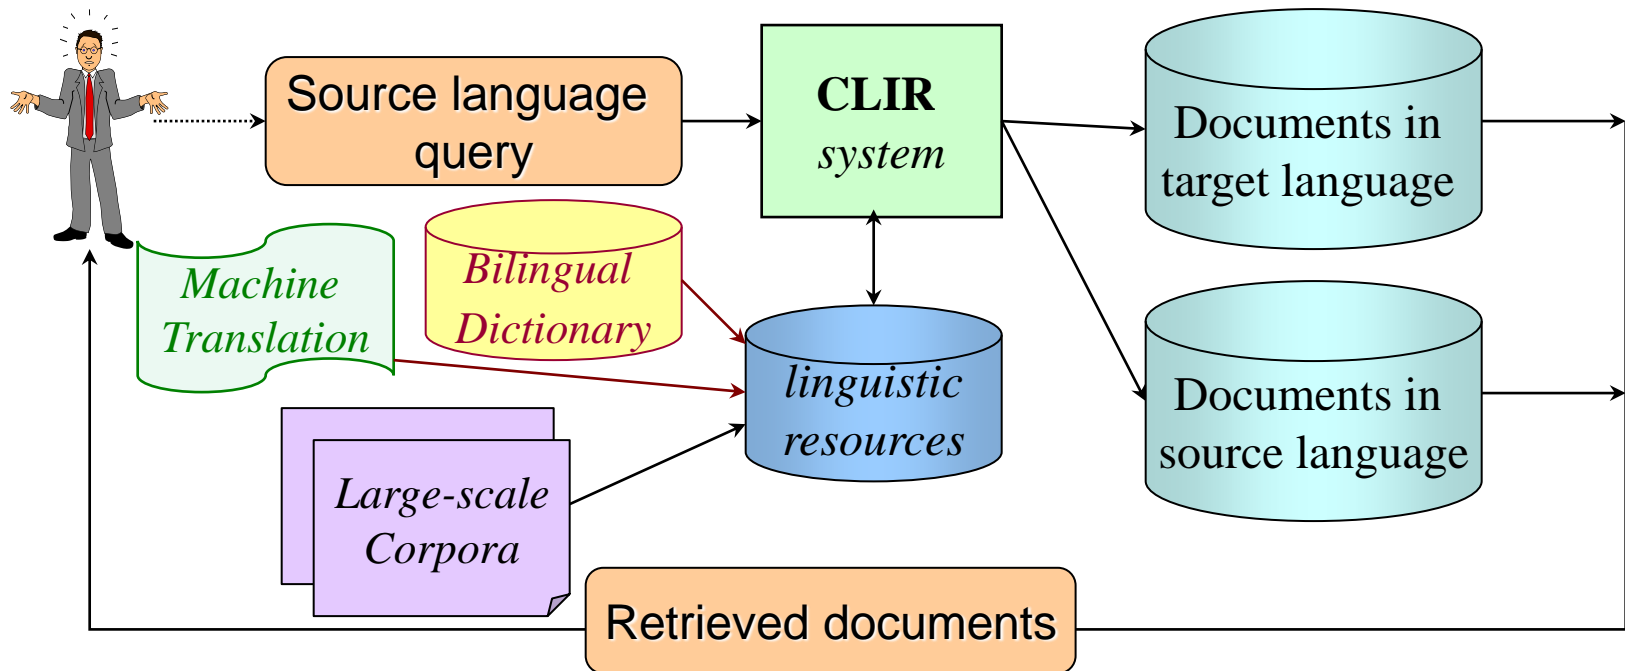 Source language
query
CLIR
system
Documents in
target language
Machine
Translation
Bilingual
Dictionary
linguistic
resources
Documents in
source language
Large-scale
Corpora
Retrieved documents